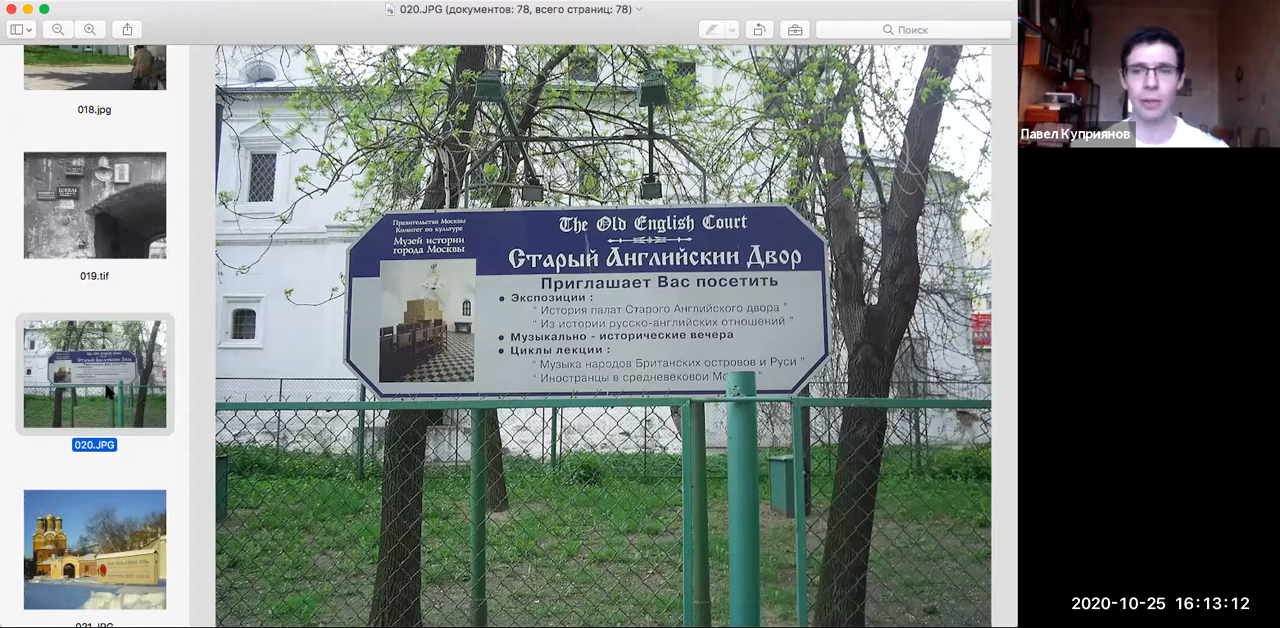 020.JPG (документов: 78, всего страниц: 78)
Поиск
018.jpg
019.tif
020.JPG
Павел Куприянов
Правительство Москвы
Комитет по культуре
Музей истории
города Москвы
The Old English Court
Старый Английский Двор
Приглашает Вас посетить
Экспозиции :
" История палат Старого Английского двора "
" Из истории русско-английских отношений "
Музыкально - исторические вечера
Циклы лекции :
" Музыка народов Британских островов и Руси "
" Иностранцы в средневековои
2020-10-25 16:13:12